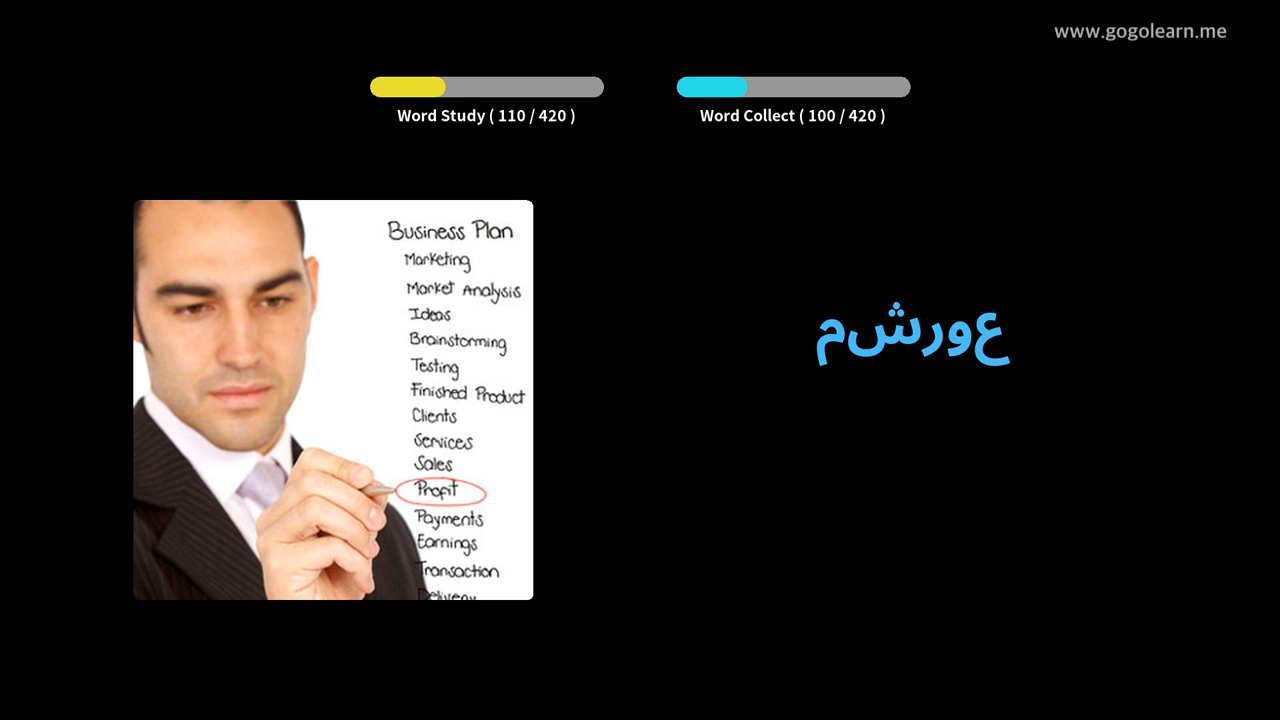 www.gogolearn.me
Word Study ( 110 / 420 )
Word Collect ( 100 / 420 )
Business Plan
Marketing
Market Analysis
Ideas
Brainstorming
Testing
Finished Product
Clients
Services
Sales
Profit
Payments
Earnings
Transaction
Delivery
عورشم